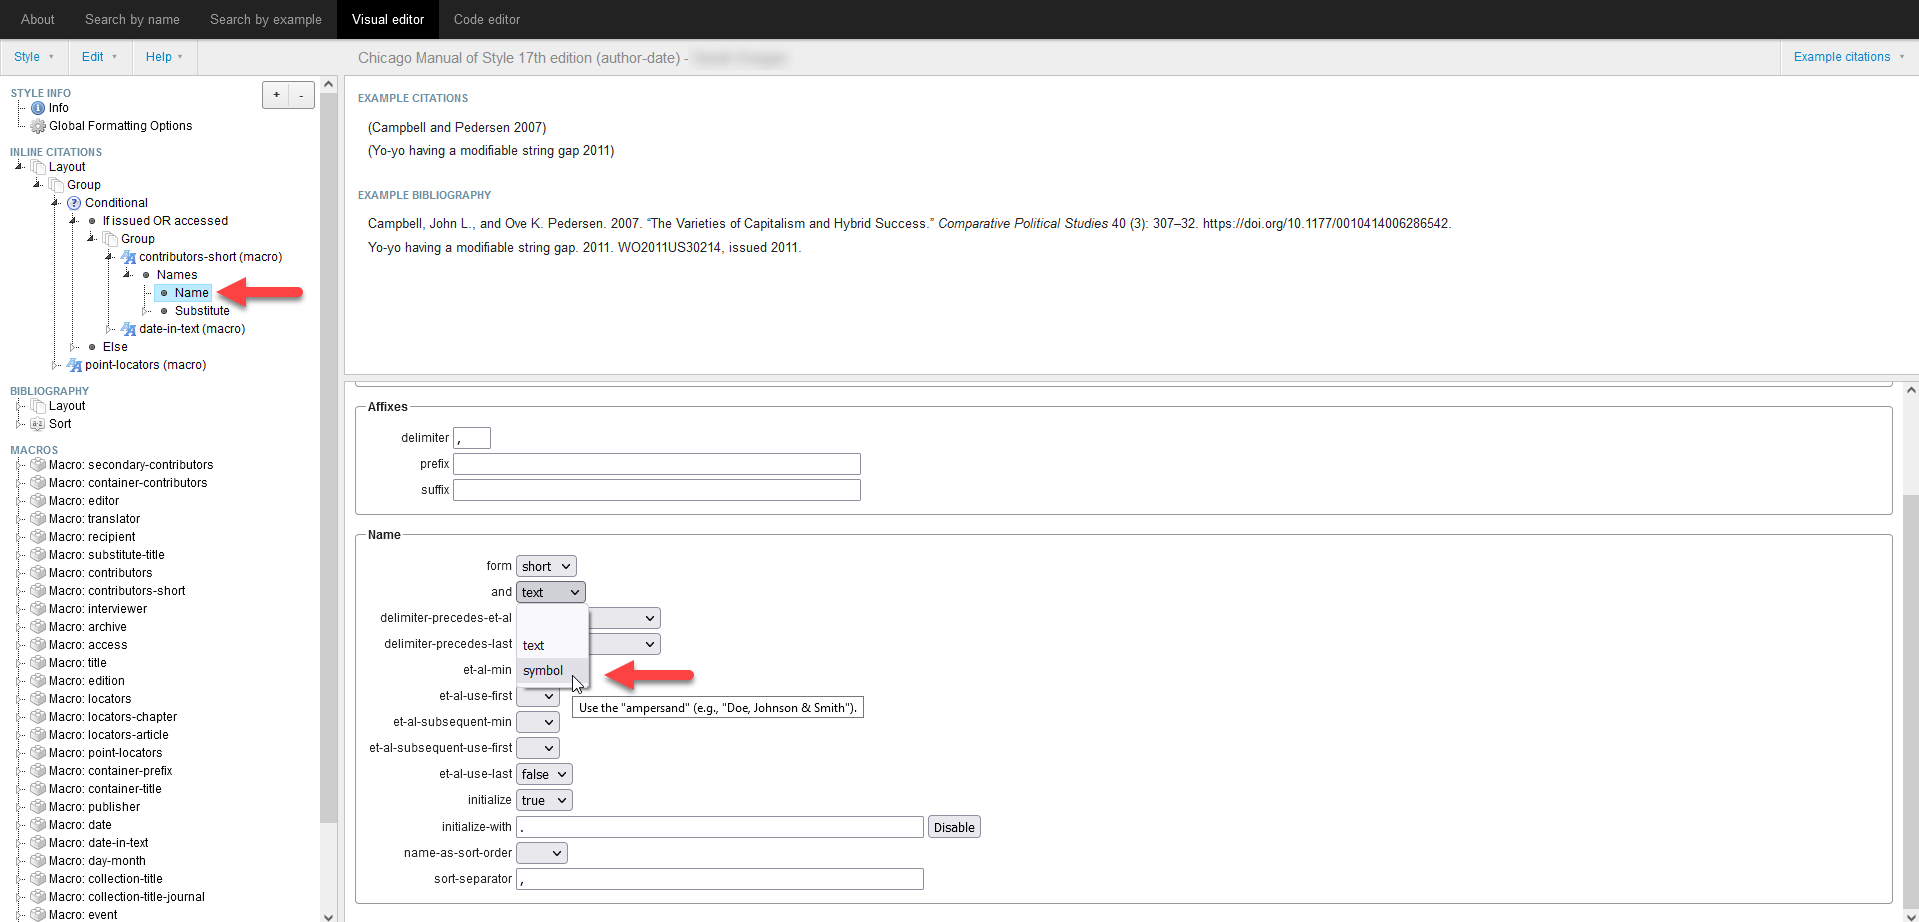 About Search by name Search by example Visual editor Code editor
Style Edit Help Chicago Manual of Style 17th edition (author-date) - Example citations
STYLE INFO
+ -
Info
Global Formatting Options
INLINE CITATIONS
Layout
Group
Conditional
If issued OR accessed
Group
contributors-short (macro)
Names
Name
Substitute
date-in-text (macro)
Else
point-locators (macro)
BIBLIOGRAPHY
Layout
Sort
MACROS
Macro: secondary-contributors
Macro: container-contributors
Macro: editor
Macro: translator
Macro: recipient
Macro: substitute-title
Macro: contributors
Macro: contributors-short
Macro: interviewer
Macro: archive
Macro: access
Macro: title
Macro: edition
Macro: locators
Macro: locators-chapter
Macro: locators-article
Macro: point-locators
Macro: container-prefix
Macro: container-title
Macro: publisher
Macro: date
Macro: date-in-text
Macro: day-month
Macro: collection-title
Macro: collection-title-journal
Macro: event
EXAMPLE CITATIONS
(Campbell and Pedersen 2007)
(Yo-yo having a modifiable string gap 2011)
EXAMPLE BIBLIOGRAPHY
Campbell, John L., and Ove K. Pedersen. 2007. “The Varieties of Capitalism and Hybrid Success.” Comparative Political Studies 40 (3): 307–32. https://doi.org/10.1177/0010414006286542.
Yo-yo having a modifiable string gap. 2011. WO2011US30214, issued 2011.
Affixes
delimiter ,
prefix
suffix
Name
form short
and text
delimiter-precedes-et-al
text
delimiter-precedes-last
et-al-min symbol
et-al-use-first
Use the "ampersand" (e.g., "Doe, Johnson & Smith").
et-al-subsequent-min
et-al-subsequent-use-first
et-al-use-last false
initialize true
initialize-with . Disable
name-as-sort-order
sort-separator ,